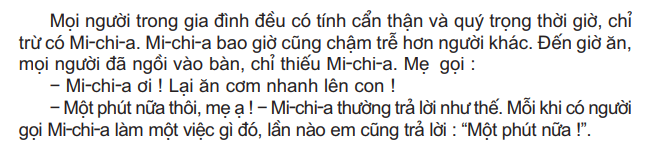 Mọi người trong gia đình đều có tính cẩn thận và quý trọng thời giờ, chỉ
trừ có Mi-chi-a. Mi-chi-a bao giờ cũng chậm trễ hơn người khác. Đến giờ ăn,
mọi người đã ngồi vào bàn, chỉ thiếu Mi-chi-a. Mẹ gọi :
– Mi-chi-a ơi ! Lại ăn cơm nhanh lên con !
– Một phút nữa thôi, mẹ ạ ! – Mi-chi-a thường trả lời như thế. Mỗi khi có người
gọi Mi-chi-a làm một việc gì đó, lần nào em cũng trả lời : “Một phút nữa !”.